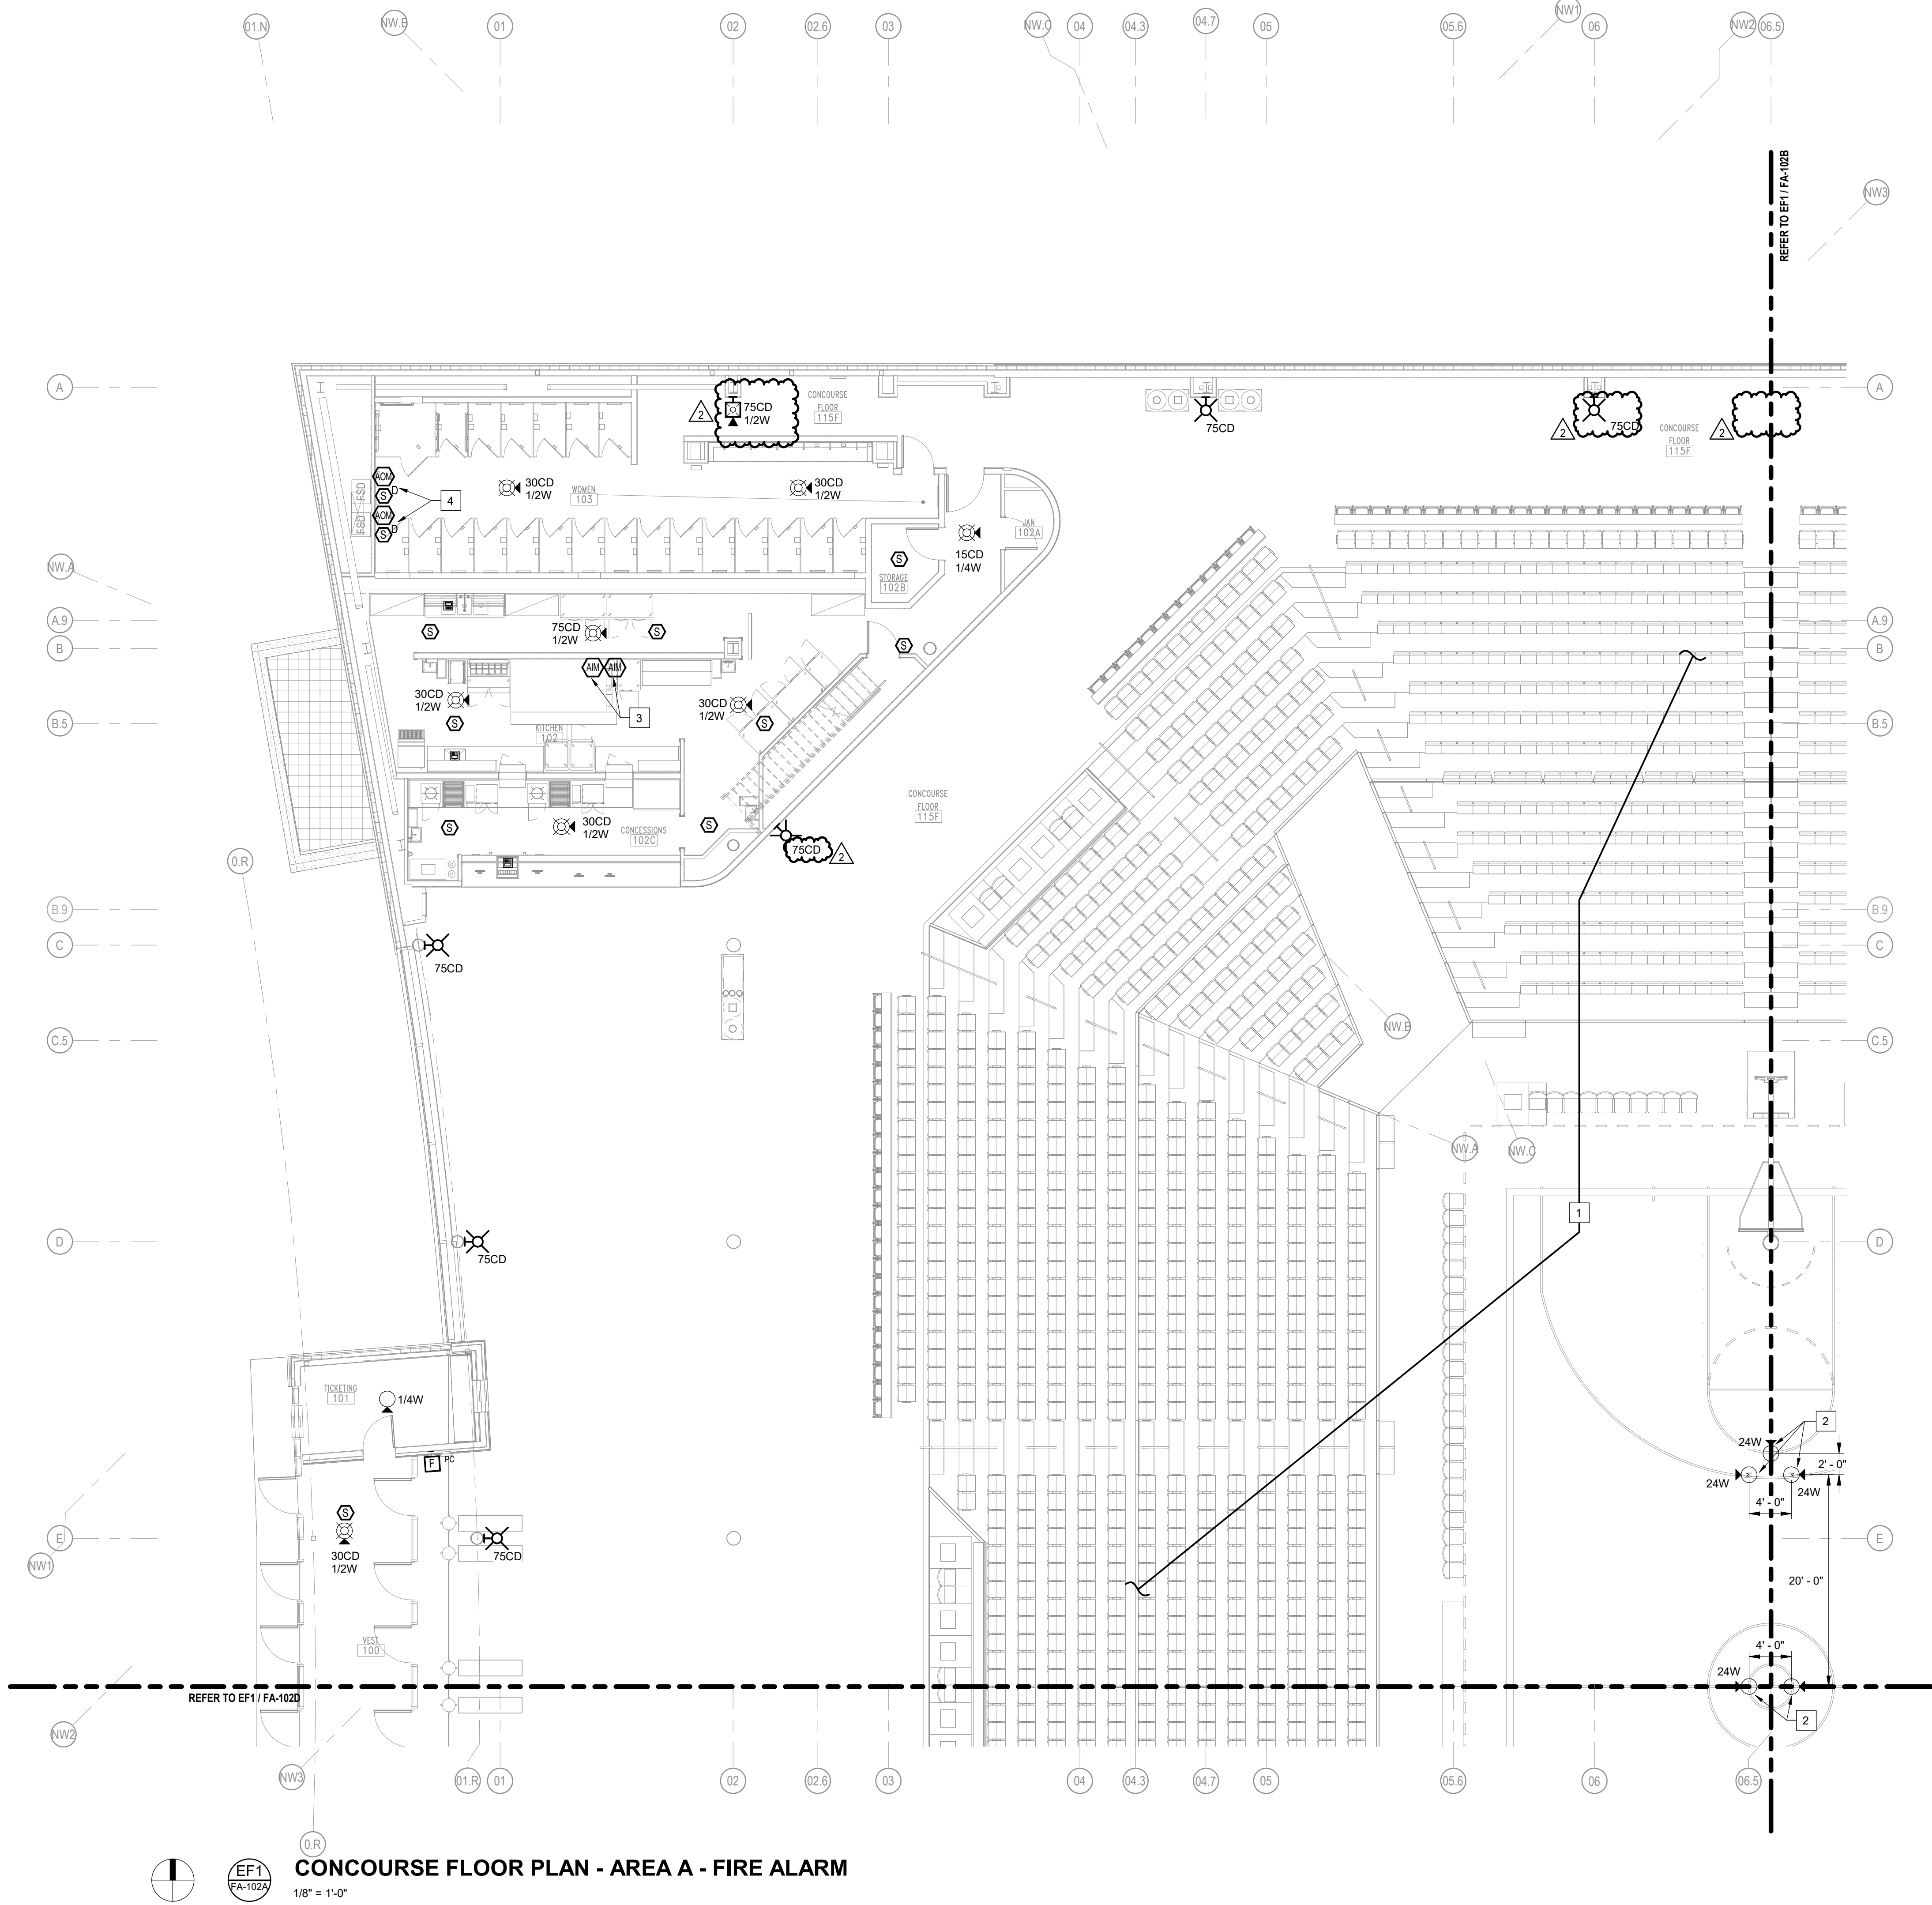 01.N
NW.B
01
02
02.6
03
NW.C
04
04.3
04.7
05
05.6
NW1
06
NW2
06.5
REFER TO EF1 / FA-102B
NW3
A
A
75CD
1/2W
2
CONCOURSE
FLOOR
115F
75CD
75CD
2
CONCOURSE
FLOOR
115F
2
AOM
S
D
AOM
S
D
4
FSD
FSD
30CD
1/2W
WOMEN
103
30CD
1/2W
JAN
102A
15CD
1/4W
S
STORAGE
102B
NW.A
A.9
A.9
B
B
S
75CD
1/2W
S
S
AIM
AIM
3
30CD
1/2W
S
30CD
1/2W
S
KITCHEN
102
B.5
B.5
CONCOURSE
FLOOR
115F
S
30CD
1/2W
CONCESSIONS
102C
S
75CD
2
0.R
B.9
B.9
C
C
75CD
NW.B
C.5
C.5
NW.A
NW.C
1
D
D
75CD
TICKETING
101
1/4W
F
PC
24W
2
2' - 0"
24W
24W
4' - 0"
S
30CD
1/2W
75CD
E
E
NW1
20' - 0"
VEST
100
4' - 0"
24W
2
REFER TO EF1 / FA-102D
NW2
NW3
01.R
01
02
02.6
03
04
04.3
04.7
05
05.6
06
06.5
0.R
EF1
FA-102A
CONCOURSE FLOOR PLAN - AREA A - FIRE ALARM
1/8" = 1'-0"